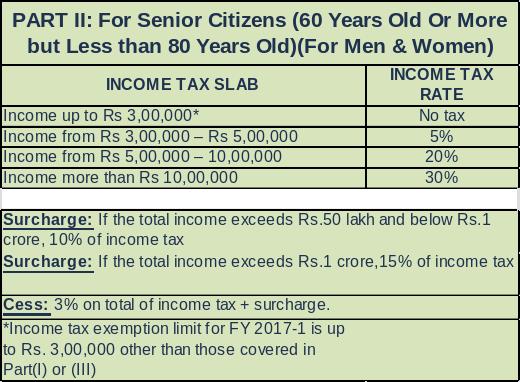 PART II: For Senior Citizens (60 Years Old Or More
but Less than 80 Years Old)(For Men & Women)
INCOME TAX SLAB
INCOME TAX
RATE
Income up to Rs 3,00,000*
No tax
Income from Rs 3,00,000 – Rs 5,00,000
5%
Income from Rs 5,00,000 – 10,00,000
20%
Income more than Rs 10,00,000
30%
Surcharge: If the total income exceeds Rs.50 lakh and below Rs.1
crore, 10% of income tax
Surcharge: If the total income exceeds Rs.1 crore,15% of income tax
Cess: 3% on total of income tax + surcharge.
*Income tax exemption limit for FY 2017-1 is up
to Rs. 3,00,000 other than those covered in
Part(I) or (III)